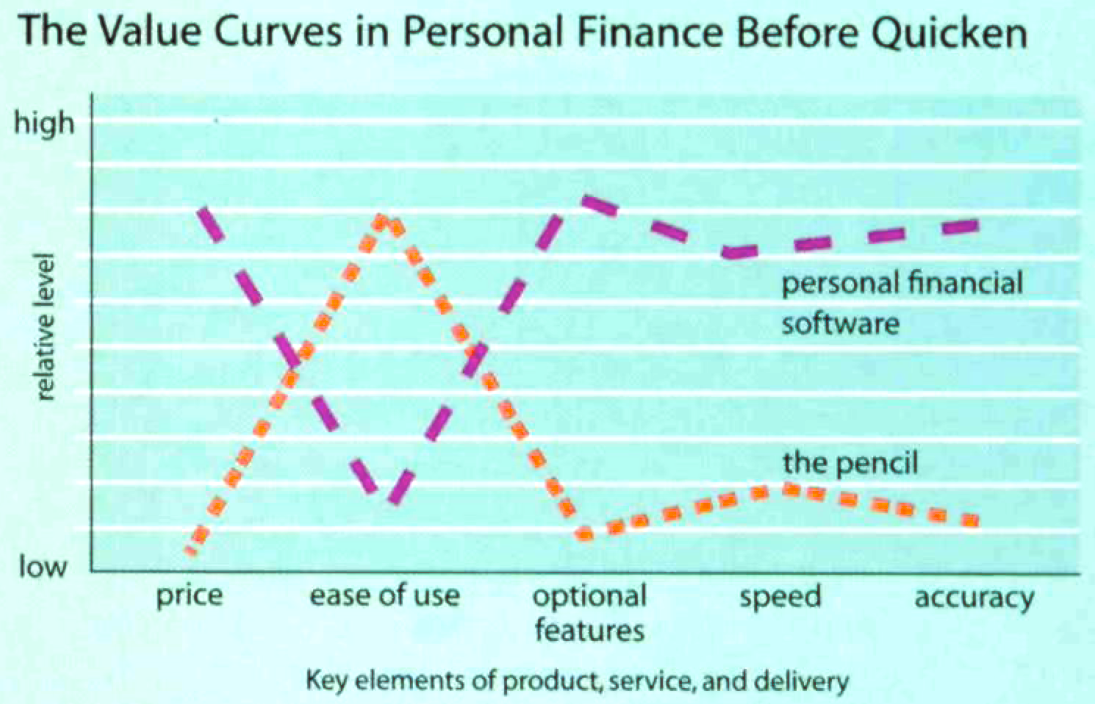 The Value Curves in Personal Finance Before Quicken
high
relative level
personal financial
software
the pencil
low
price
ease of use
optional
features
speed
accuracy
Key elements of product, service, and delivery